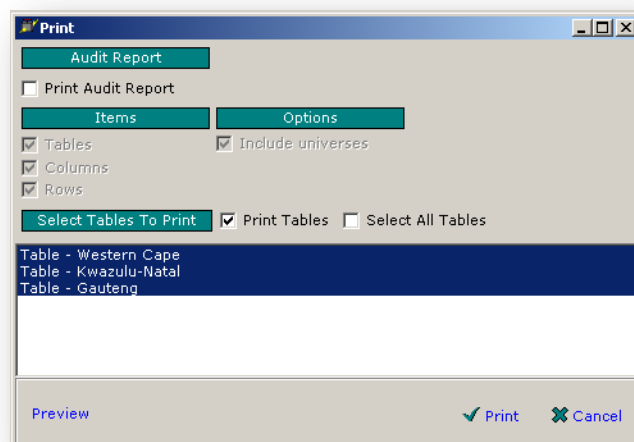 Print
Audit Report
Print Audit Report
Items Options
Tables Include universes
Columns
Rows
Select Tables To Print Print Tables Select All Tables
Table - Western Cape
Table - Kwazulu-Natal
Table - Gauteng
Preview Print Cancel